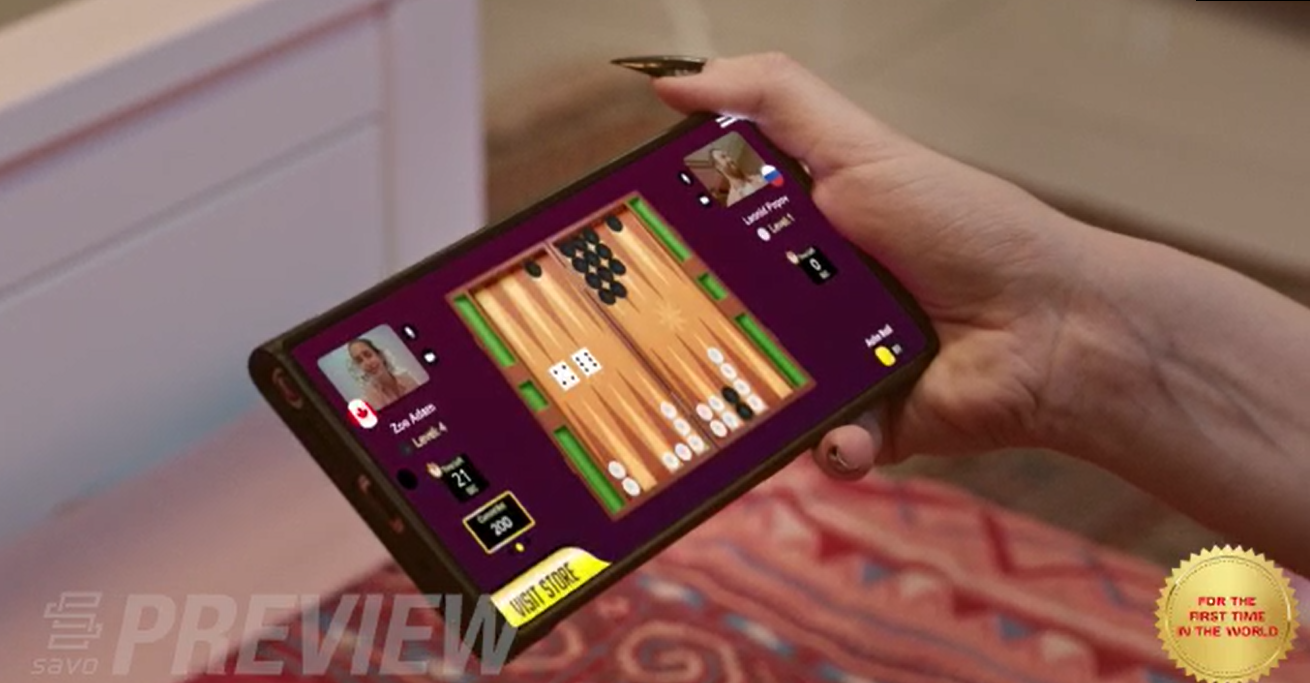 Leonid Popov
Level 1
0
Auto Roll
Zoe Adam
Level 4
21
200
VISIT STORE
savo
PREVIEW
FOR THE
FIRST TIME
IN THE WORLD